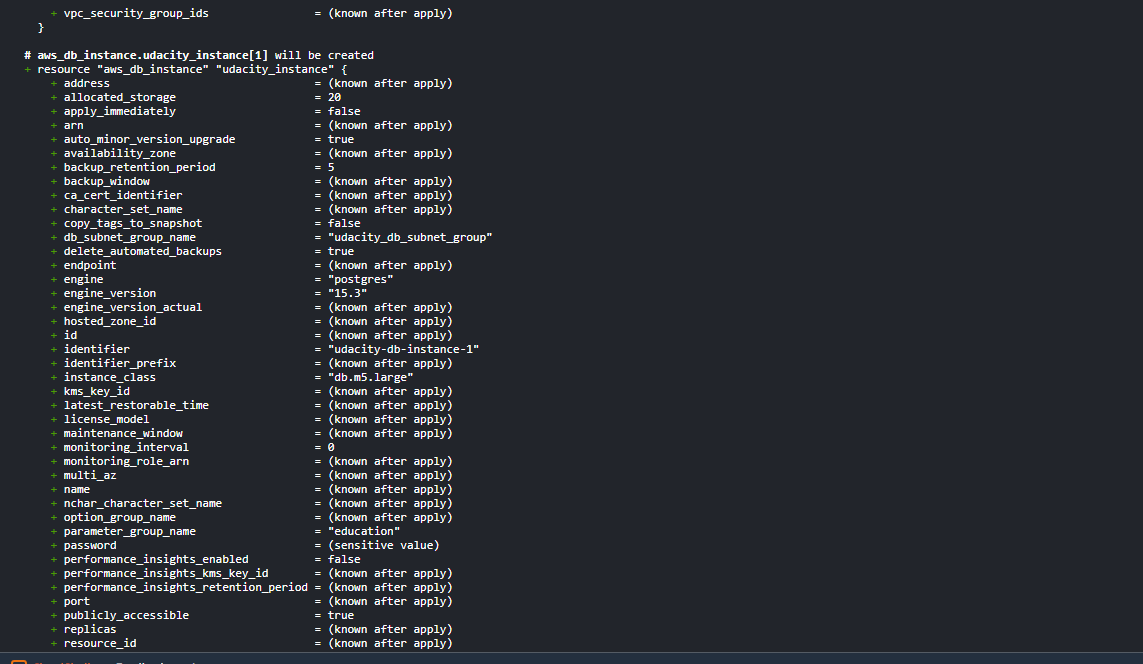 + vpc_security_group_ids = (known after apply)
}
# aws_db_instance.udacity_instance[1] will be created
+ resource "aws_db_instance" "udacity_instance" {
+ address = (known after apply)
+ allocated_storage = 20
+ apply_immediately = false
+ arn = (known after apply)
+ auto_minor_version_upgrade = true
+ availability_zone = (known after apply)
+ backup_retention_period = 5
+ backup_window = (known after apply)
+ ca_cert_identifier = (known after apply)
+ character_set_name = (known after apply)
+ copy_tags_to_snapshot = false
+ db_subnet_group_name = "udacity_db_subnet_group"
+ delete_automated_backups = true
+ endpoint = (known after apply)
+ engine = "postgres"
+ engine_version = "15.3"
+ engine_version_actual = (known after apply)
+ hosted_zone_id = (known after apply)
+ id = (known after apply)
+ identifier = "udacity-db-instance-1"
+ identifier_prefix = (known after apply)
+ instance_class = "db.m5.large"
+ kms_key_id = (known after apply)
+ latest_restorable_time = (known after apply)
+ license_model = (known after apply)
+ maintenance_window = (known after apply)
+ monitoring_interval = 0
+ monitoring_role_arn = (known after apply)
+ multi_az = (known after apply)
+ name = (known after apply)
+ nchar_character_set_name = (known after apply)
+ option_group_name = (known after apply)
+ parameter_group_name = "education"
+ password = (sensitive value)
+ performance_insights_enabled = false
+ performance_insights_kms_key_id = (known after apply)
+ performance_insights_retention_period = (known after apply)
+ port = (known after apply)
+ publicly_accessible = true
+ replicas = (known after apply)
+ resource_id = (known after apply)